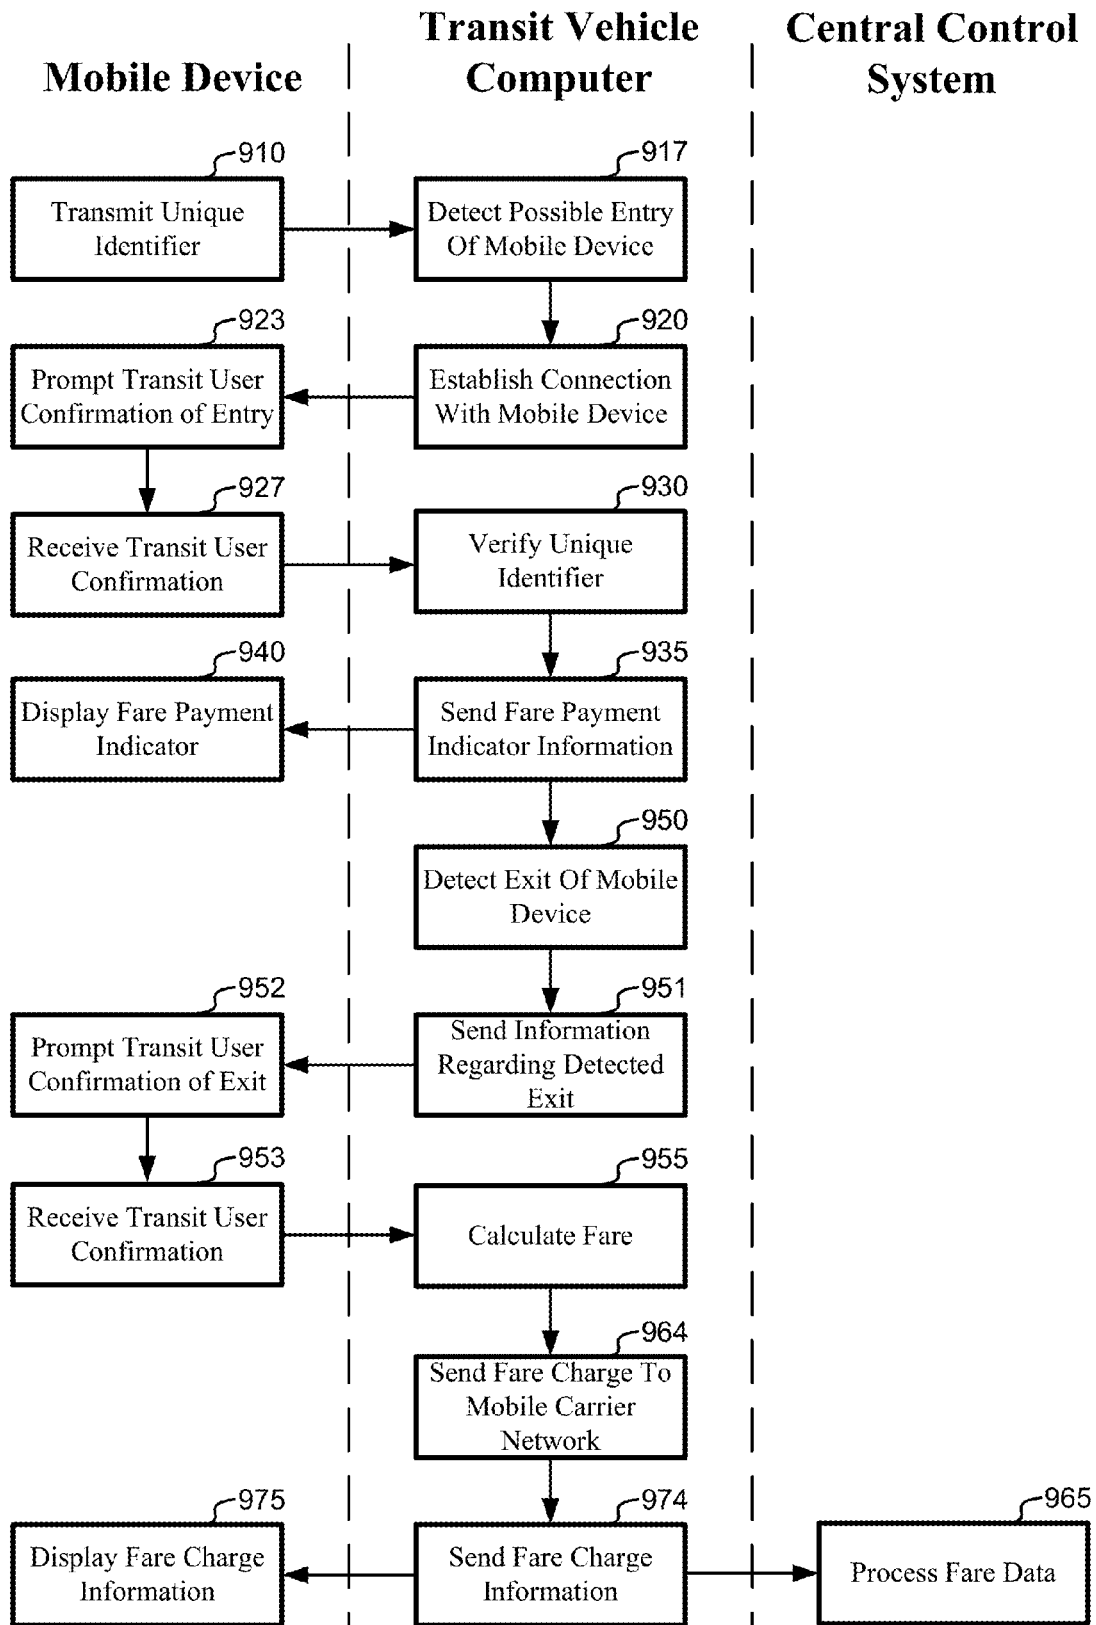 Mobile Device
Transit Vehicle
Computer
Central Control
System
910
Transmit Unique
Identifier
917
Detect Possible Entry
Of Mobile Device
923
Prompt Transit User
Confirmation of Entry
920
Establish Connection
With Mobile Device
927
Receive Transit User
Confirmation
930
Verify Unique
Identifier
940
Display Fare Payment
Indicator
935
Send Fare Payment
Indicator Information
950
Detect Exit Of Mobile
Device
952
Prompt Transit User
Confirmation of Exit
951
Send Information
Regarding Detected
Exit
953
Receive Transit User
Confirmation
955
Calculate Fare
964
Send Fare Charge To
Mobile Carrier
Network
975
Display Fare Charge
Information
974
Send Fare Charge
Information
965
Process Fare Data